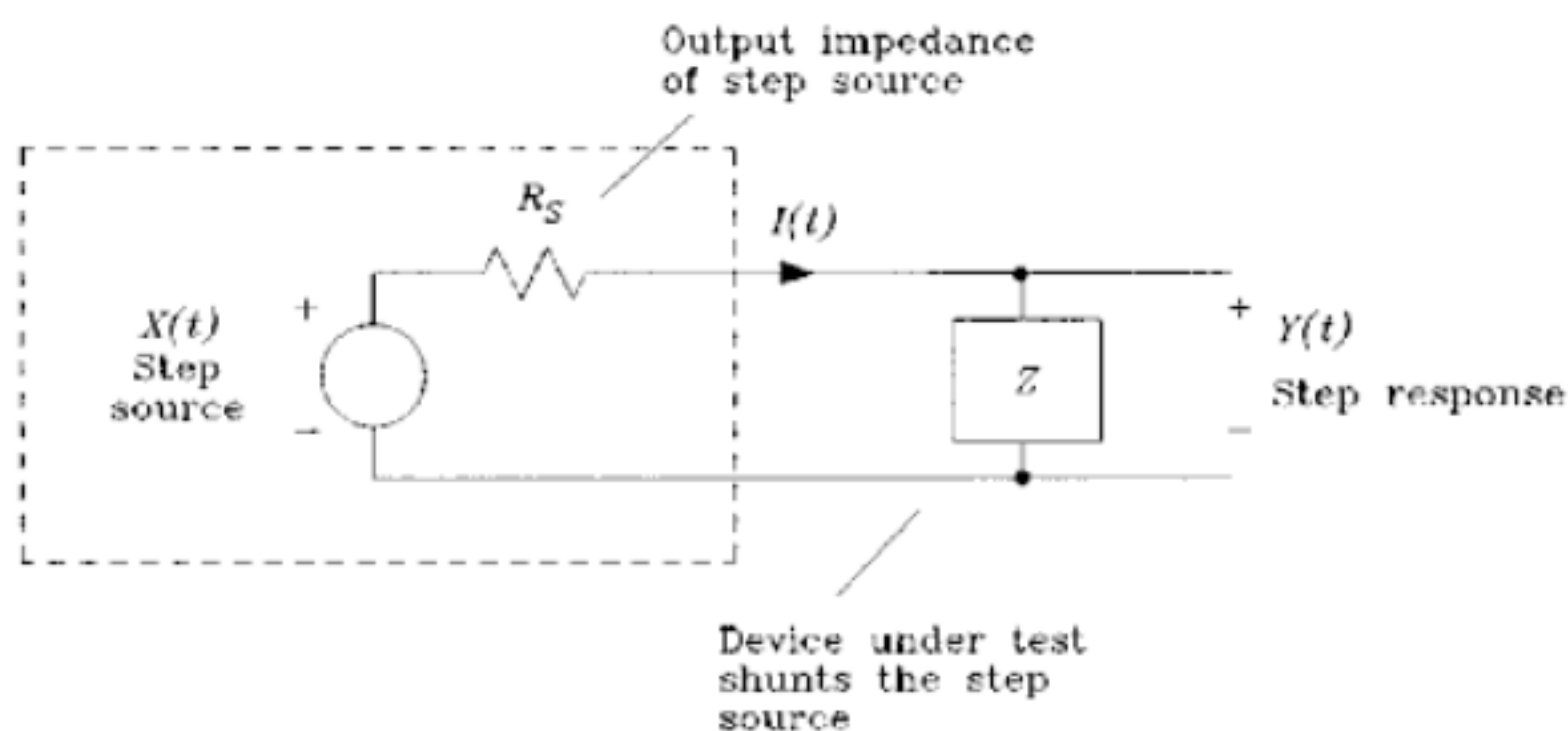 Output impedance
of step source
R_S
I(t)
+
X(t)
Step
source
−
Z
+
Y(t)
Step response
−
Device under test
shunts the step
source